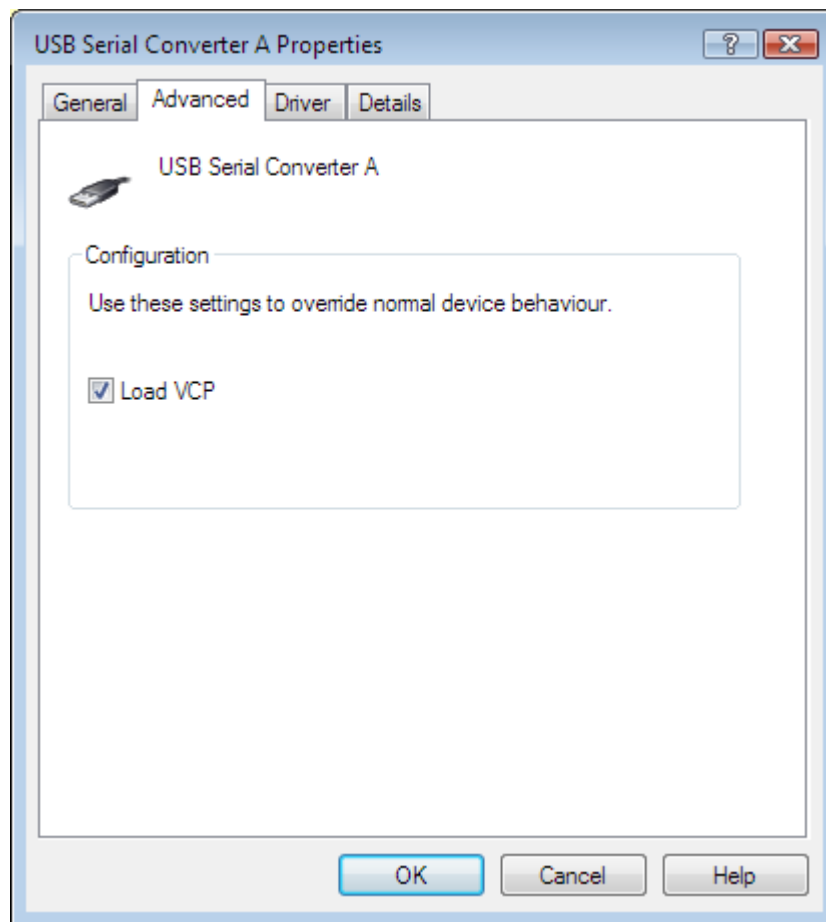 USB Serial Converter A Properties
General Advanced Driver Details
USB Serial Converter A
Configuration
Use these settings to override normal device behaviour.
Load VCP
OK Cancel Help